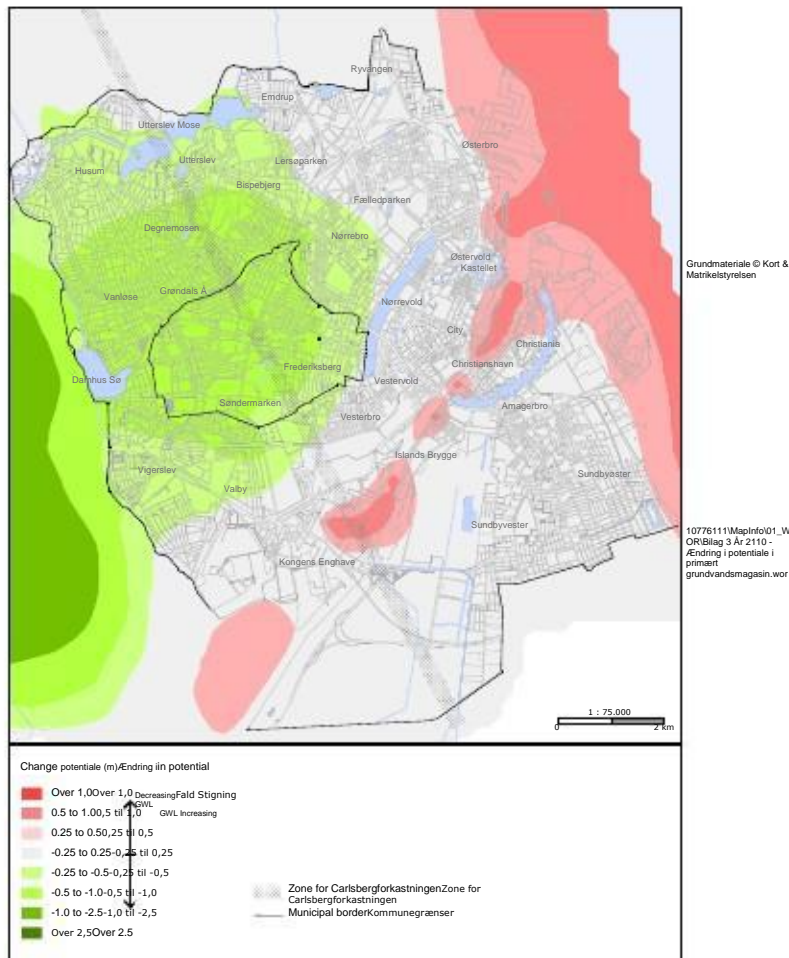 Ryvangen
Emdrup
Utterslev Mose
Østerbro
Utterslev
Lersøparken
Husum
Bispebjerg
Fælledparken
Degnemosen
Nørrebro
Østervold
Kastellet
Grundmateriale © Kort &
Matrikelstyrelsen
Grøndals Å
Vanløse
Nørrevold
City
Christiania
Christianshavn
Frederiksberg
Damhus Sø
Vestervold
Søndermarken
Amagerbro
Vesterbro
Islands Brygge
Vigerslev
Sundbyøster
Valby
Sundbyvester
10776111\MapInfo\01_W
OR\Bilag 3 År 2110 -
Ændring i potentiale i
primært
grundvandsmagasin.wor
Kongens Enghave
1 : 75.000
0 2 km
Change potentiale (m)Ændring iin potential
Over 1,0Over 1,0 DecreasingFald Stigning
GWL
0.5 to 1.00,5 til 1,0 GWL Increasing
0.25 to 0.50,25 til 0,5
-0.25 to 0.25-0,25 til 0,25
-0.25 to -0.5-0,25 til -0,5
-0.5 to -1.0-0,5 til -1,0
-1.0 to -2.5-1,0 til -2,5
Over 2,5Over 2.5
Zone for CarlsbergforkastningenZone for
Carlsbergforkastningen
Municipal borderKommunegrænser